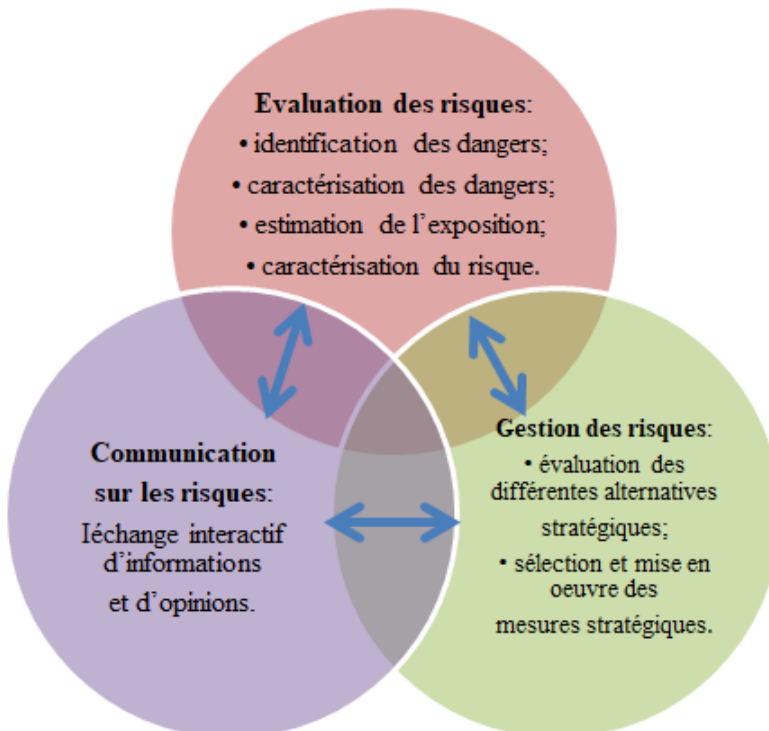 Evaluation des risques:
• identification des dangers;
• caractérisation des dangers;
• estimation de l'exposition;
• caractérisation du risque.
Communication
sur les risques:
Iéchange interactif
d'informations
et d'opinions.
Gestion des risques:
• évaluation des
différentes alternatives
stratégiques;
• sélection et mise en
oeuvre des
mesures stratégiques.